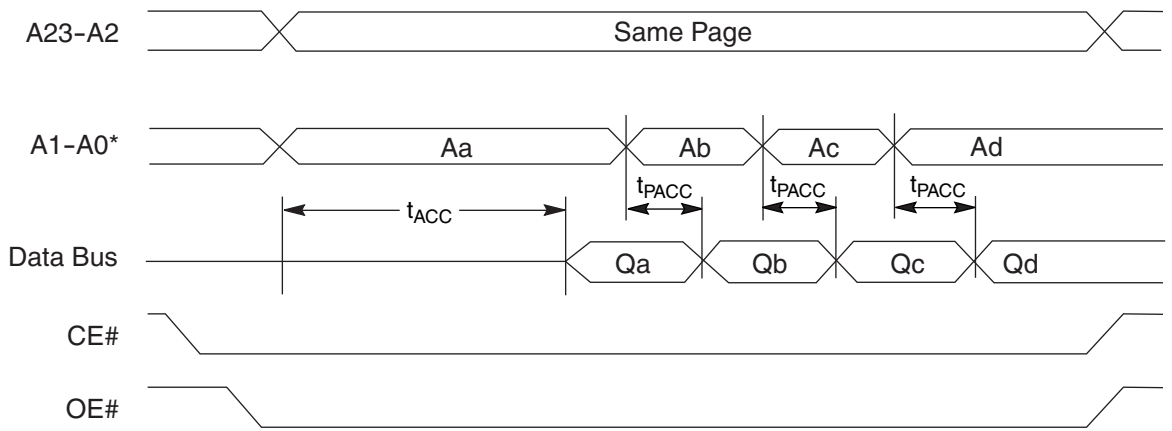 A23–A2 Same Page
A1–A0* Aa Ab Ac Ad
tACC tPACC tPACC tPACC
Data Bus Qa Qb Qc Qd
CE#
OE#